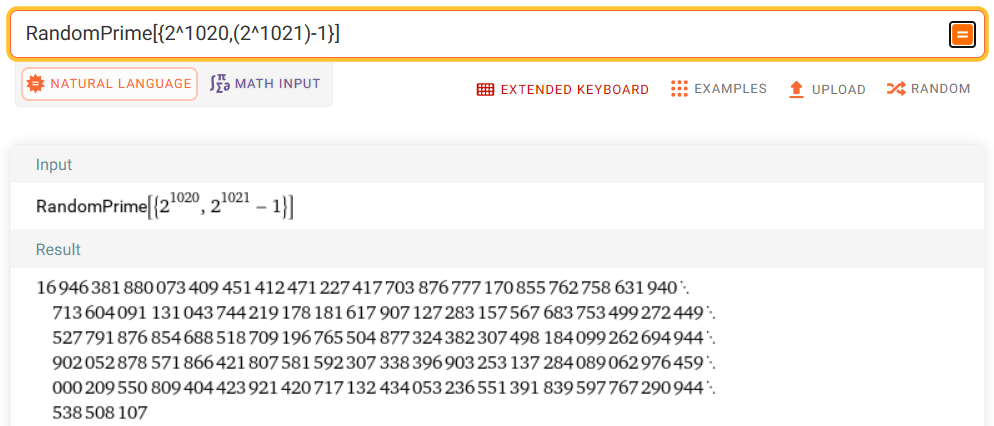 RandomPrime[{2^1020,(2^1021)-1}]
NATURAL LANGUAGE MATH INPUT EXTENDED KEYBOARD EXAMPLES UPLOAD RANDOM
Input
RandomPrime[{2^1020, 2^1021 − 1}]
Result
16 946 381 880 073 409 451 412 471 227 417 703 876 777 170 855 762 758 631 940⋱
713 604 091 131 043 744 219 178 181 617 907 127 283 157 567 683 753 499 272 449⋱
527 791 876 854 688 518 709 196 765 504 877 324 382 307 498 184 099 262 694 944⋱
902 052 878 571 866 421 807 581 592 307 338 396 903 253 137 284 089 062 976 459⋱
000 209 550 809 404 423 921 420 717 132 434 053 236 551 391 839 597 767 290 944⋱
538 508 107